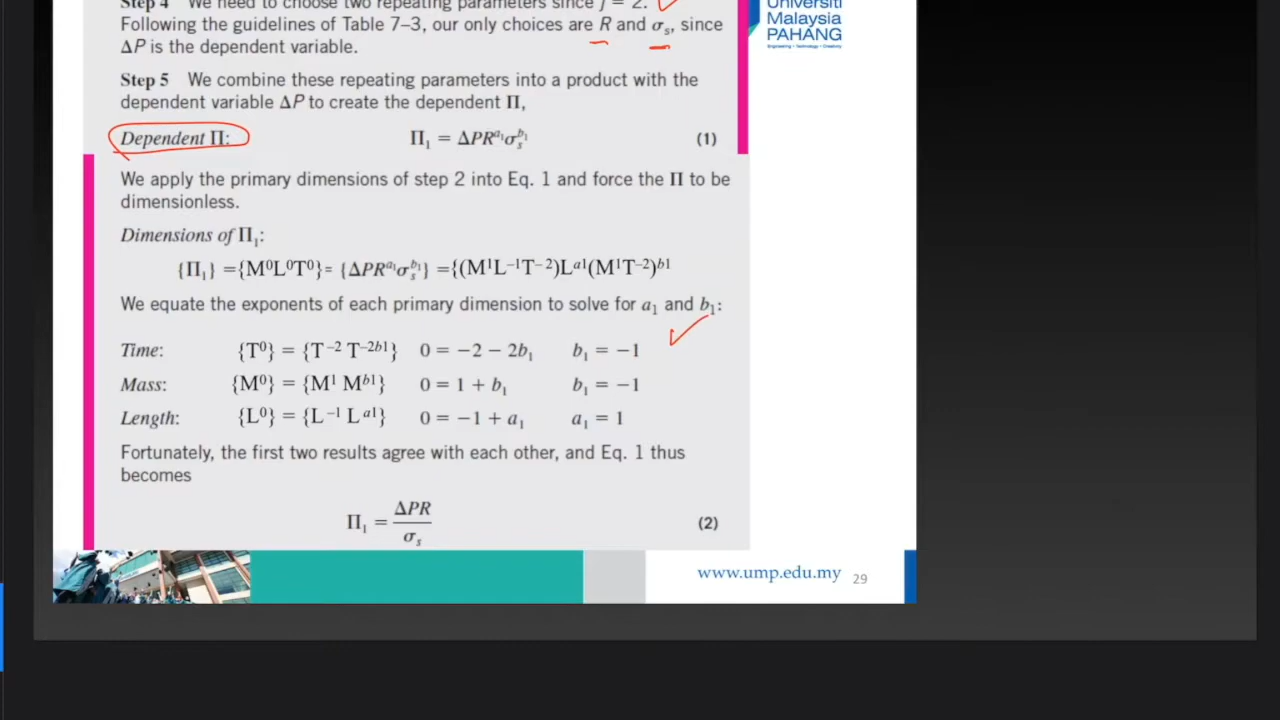 Step 4 We need to choose two repeating parameters since j = 2.
Following the guidelines of Table 7–3, our only choices are R and σₛ, since
ΔP is the dependent variable.
Step 5 We combine these repeating parameters into a product with the
dependent variable ΔP to create the dependent Π,
Dependent Π: Π₁ = ΔPR^a₁σₛ^b₁ (1)
We apply the primary dimensions of step 2 into Eq. 1 and force the Π to be
dimensionless.
Dimensions of Π₁:
{Π₁} ={M⁰L⁰T⁰}= {ΔPR^a₁σₛ^b₁} ={(M¹L⁻¹T⁻²)L^a1(M¹T⁻²)^b1
We equate the exponents of each primary dimension to solve for a₁ and b₁:
Time: {T⁰} = {T⁻² T^−2b1} 0 = −2 − 2b₁ b₁ = −1
Mass: {M⁰} = {M¹ M^b1} 0 = 1 + b₁ b₁ = −1
Length: {L⁰} = {L⁻¹ L^a1} 0 = −1 + a₁ a₁ = 1
Fortunately, the first two results agree with each other, and Eq. 1 thus
becomes
Π₁ = ΔPR/σₛ (2)
Universiti
Malaysia
PAHANG
Engineering • Technology • Creativity
www.ump.edu.my 29